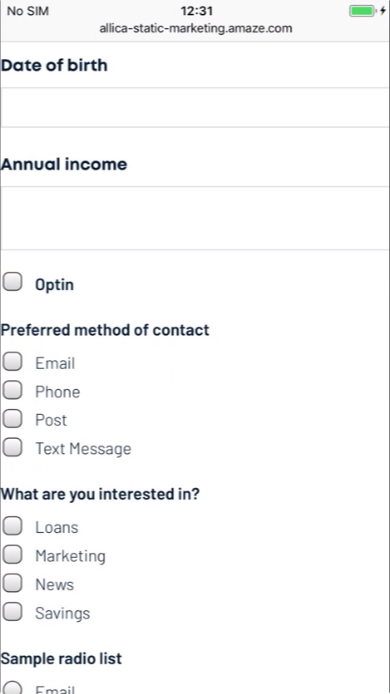 No SIM 12:31
allica-static-marketing.amaze.com
Date of birth
Annual income
Optin
Preferred method of contact
Email
Phone
Post
Text Message
What are you interested in?
Loans
Marketing
News
Savings
Sample radio list
Email